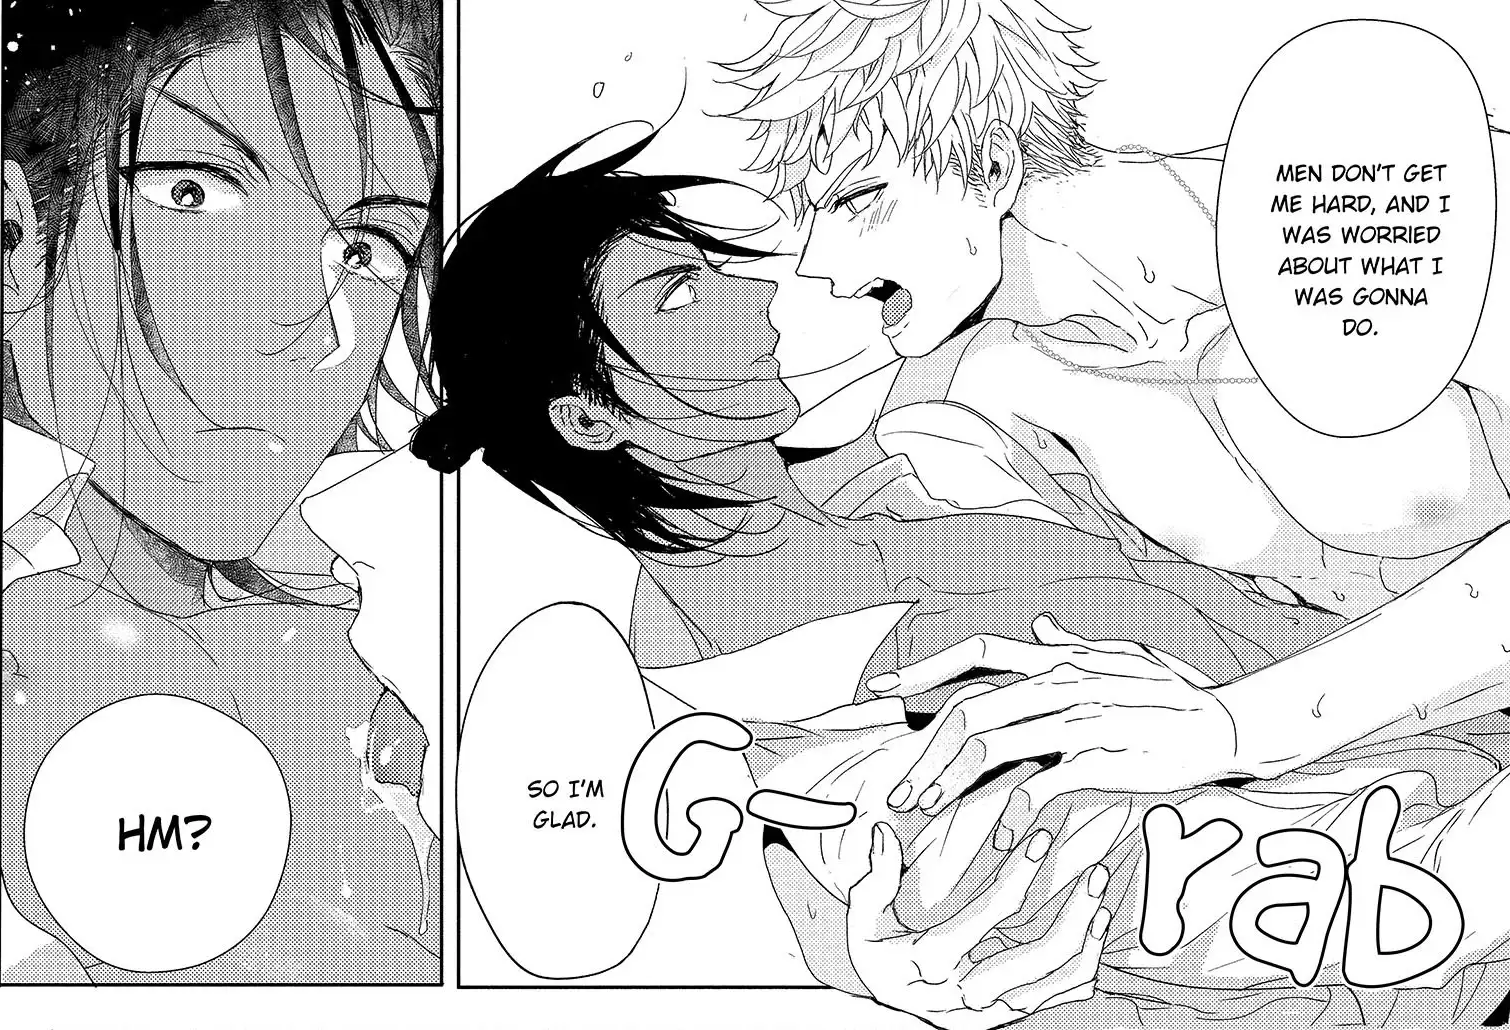 MEN DON'T GET
ME HARD, AND I
WAS WORRIED
ABOUT WHAT I
WAS GONNA
DO.
SO I'M
GLAD.
G–rab
HM?